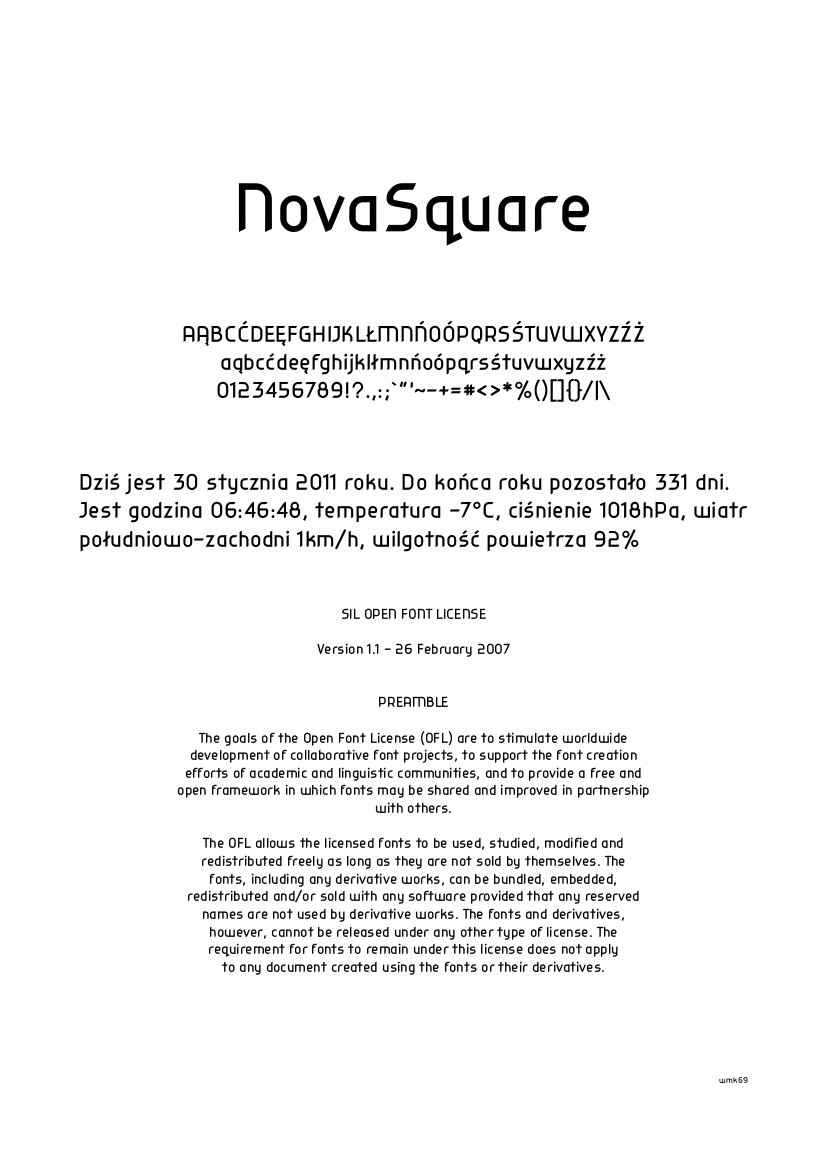 NovaSquare
AĄBCĆDEĘFGHIJKLŁMNŃOÓPQRSŚTUVWXYZŹŻ
aąbcćdeęfghijklłmnńoópqrsśtuvwxyzźż
0123456789!?.,:;`"'~-+=#<>*%()[]{}/|\
Dziś jest 30 stycznia 2011 roku. Do końca roku pozostało 331 dni.
Jest godzina 06:46:48, temperatura -7°C, ciśnienie 1018hPa, wiatr
południowo-zachodni 1km/h, wilgotność powietrza 92%
SIL OPEN FONT LICENSE
Version 1.1 - 26 February 2007
PREAMBLE
The goals of the Open Font License (OFL) are to stimulate worldwide
development of collaborative font projects, to support the font creation
efforts of academic and linguistic communities, and to provide a free and
open framework in which fonts may be shared and improved in partnership
with others.
The OFL allows the licensed fonts to be used, studied, modified and
redistributed freely as long as they are not sold by themselves. The
fonts, including any derivative works, can be bundled, embedded,
redistributed and/or sold with any software provided that any reserved
names are not used by derivative works. The fonts and derivatives,
however, cannot be released under any other type of license. The
requirement for fonts to remain under this license does not apply
to any document created using the fonts or their derivatives.
wmk69